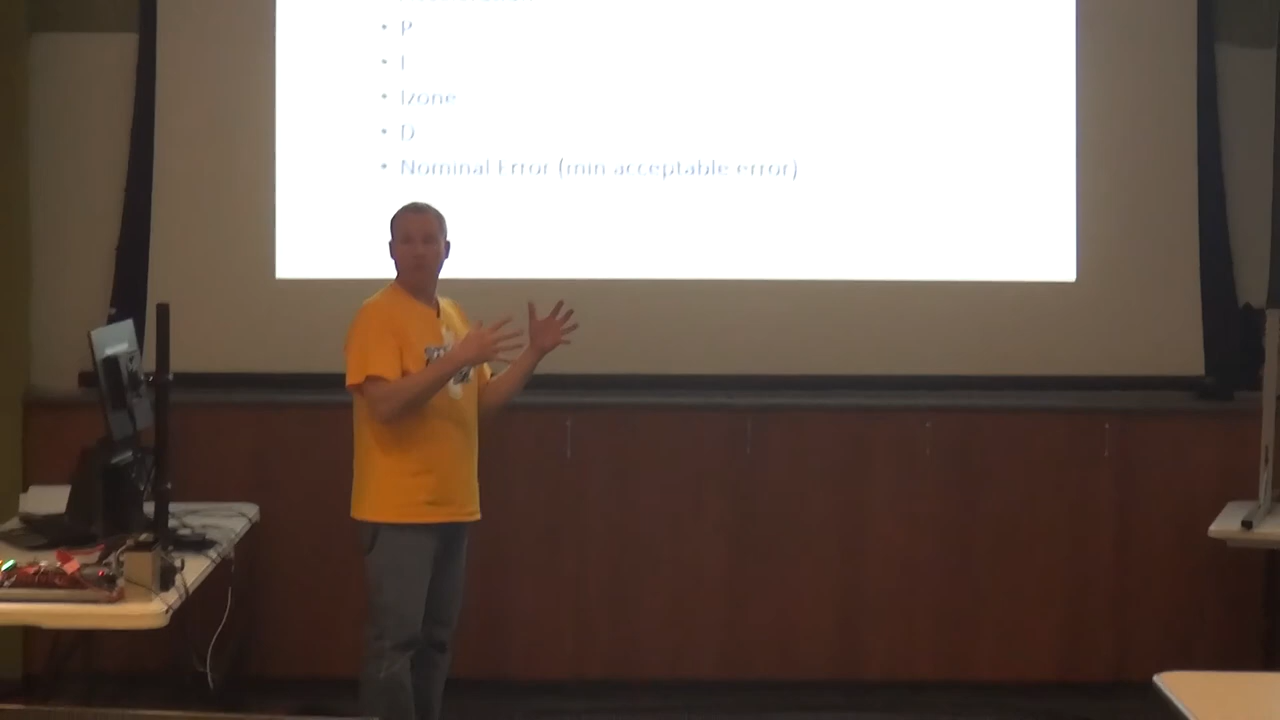 • P
• I
• Izone
• D
• Nominal Error (min acceptable error)